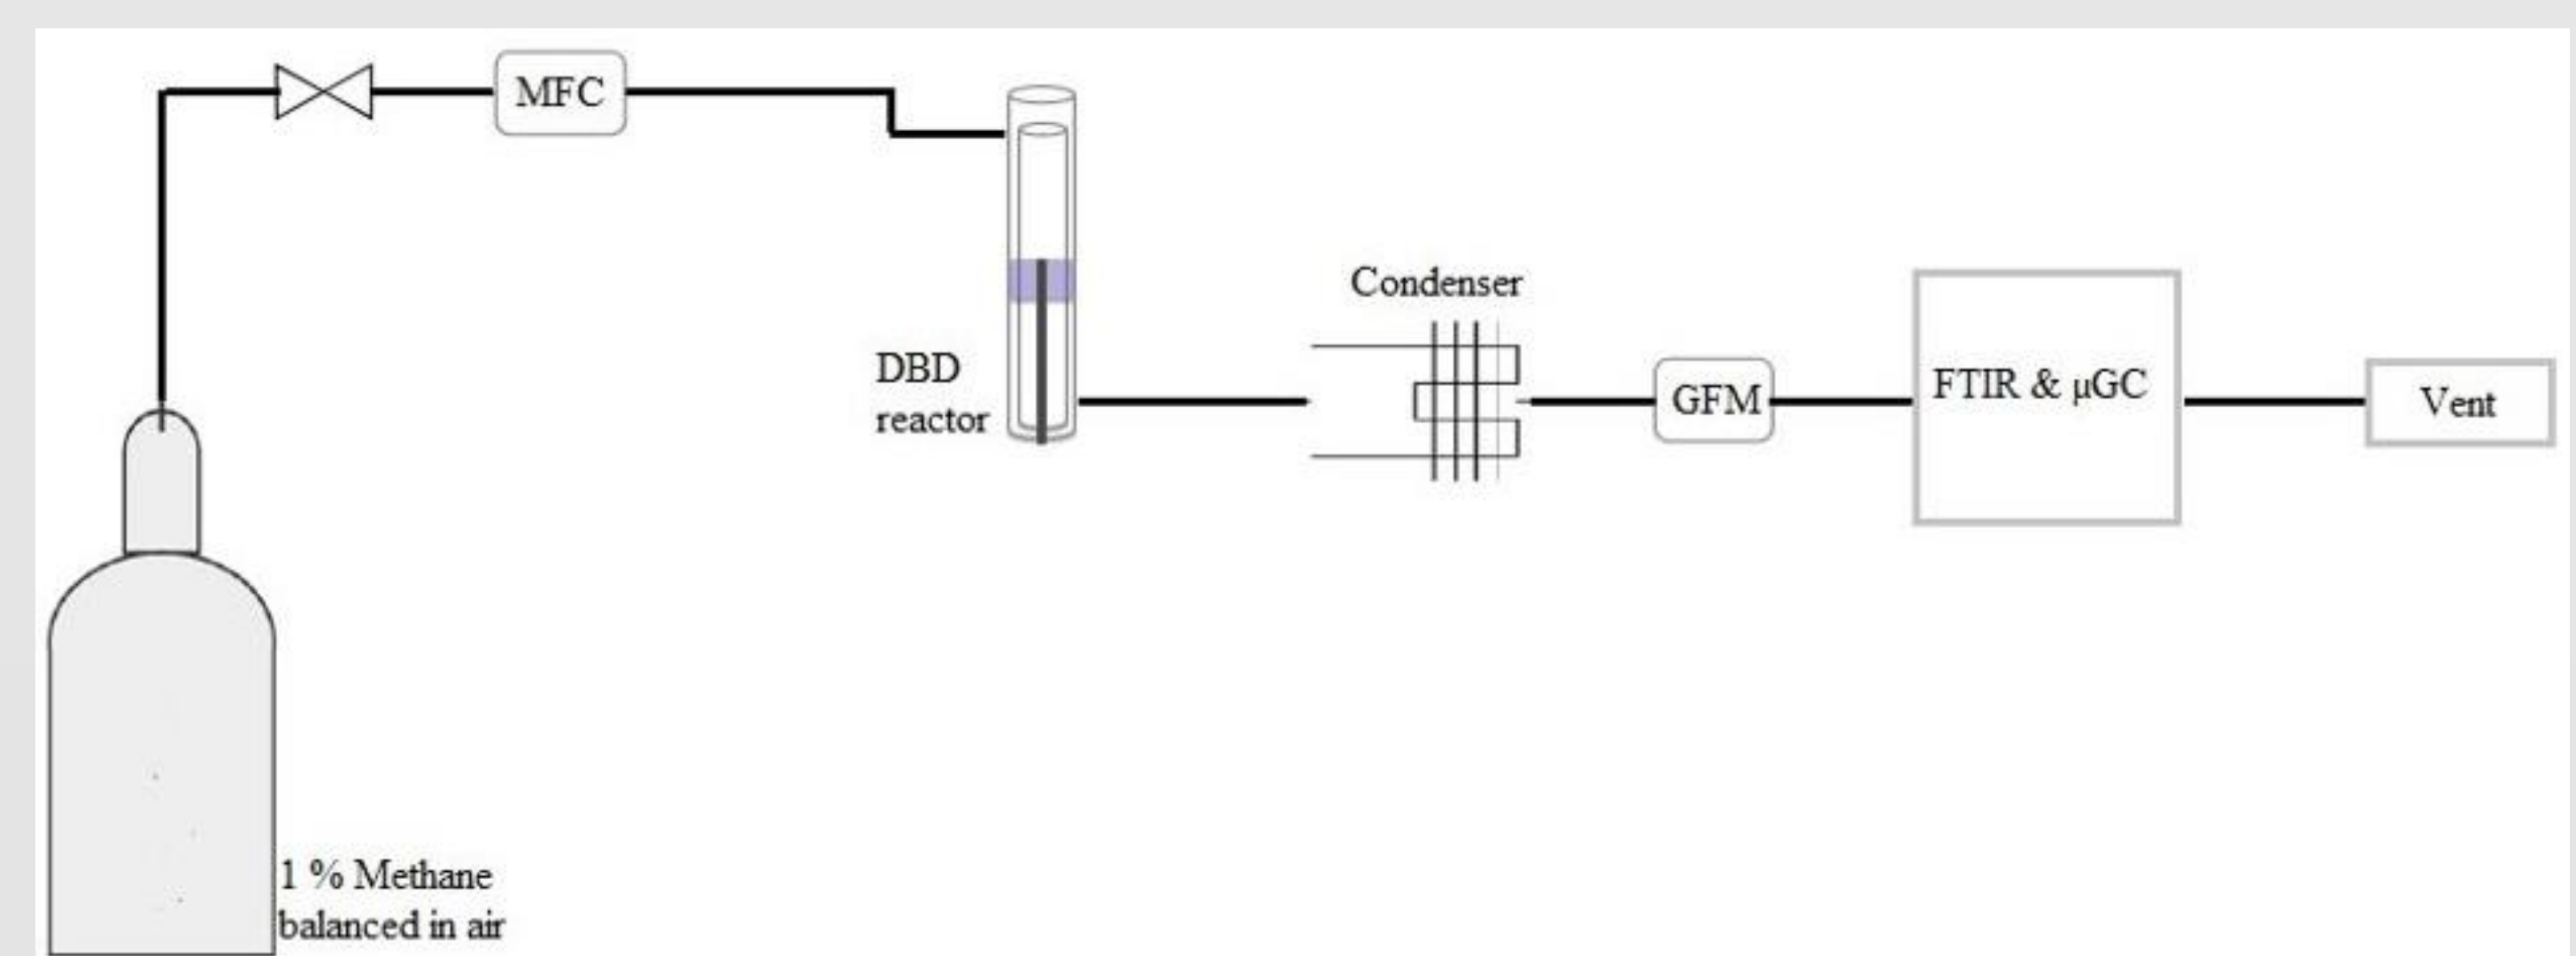 MFC
DBD
reactor
Condenser
GFM
FTIR & μGC
Vent
1 % Methane
balanced in air